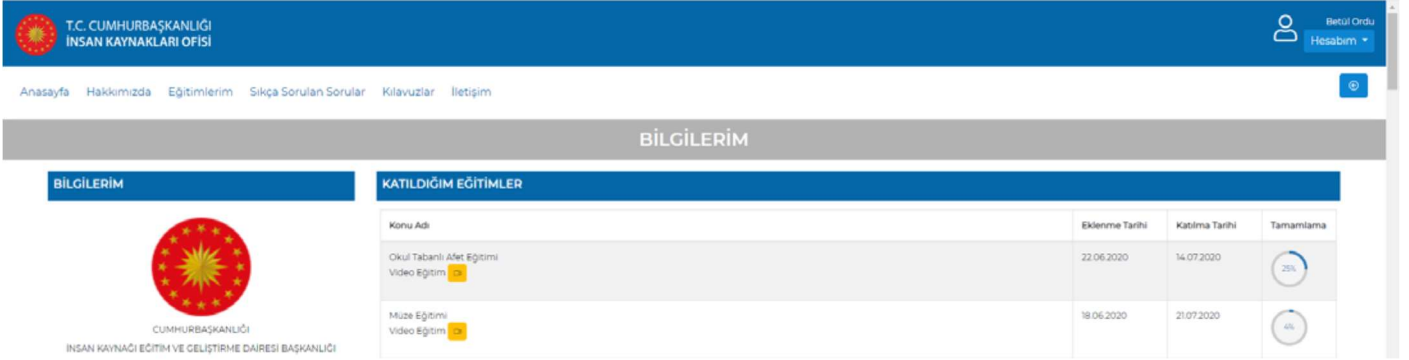 T.C. CUMHURBAŞKANLIĞI
İNSAN KAYNAKLARI OFİSİ
Betül Ordu
Hesabım
Anasayfa Hakkımızda Eğitimlerim Sıkça Sorulan Sorular Kılavuzlar İletişim
BİLGİLERİM
BİLGİLERİM
CUMHURBAŞKANLIĞI
İNSAN KAYNAĞI EĞİTİM VE GELİŞTİRME DAİRESİ BAŞKANLIĞI
KATILDIĞIM EĞİTİMLER
Konu Adı Eklenme Tarihi Katılma Tarihi Tamamlama
Okul Tabanlı Afet Eğitimi 22.06.2020 14.07.2020 25%
Video Eğitim
Müze Eğitimi 18.06.2020 21.07.2020 4%
Video Eğitim